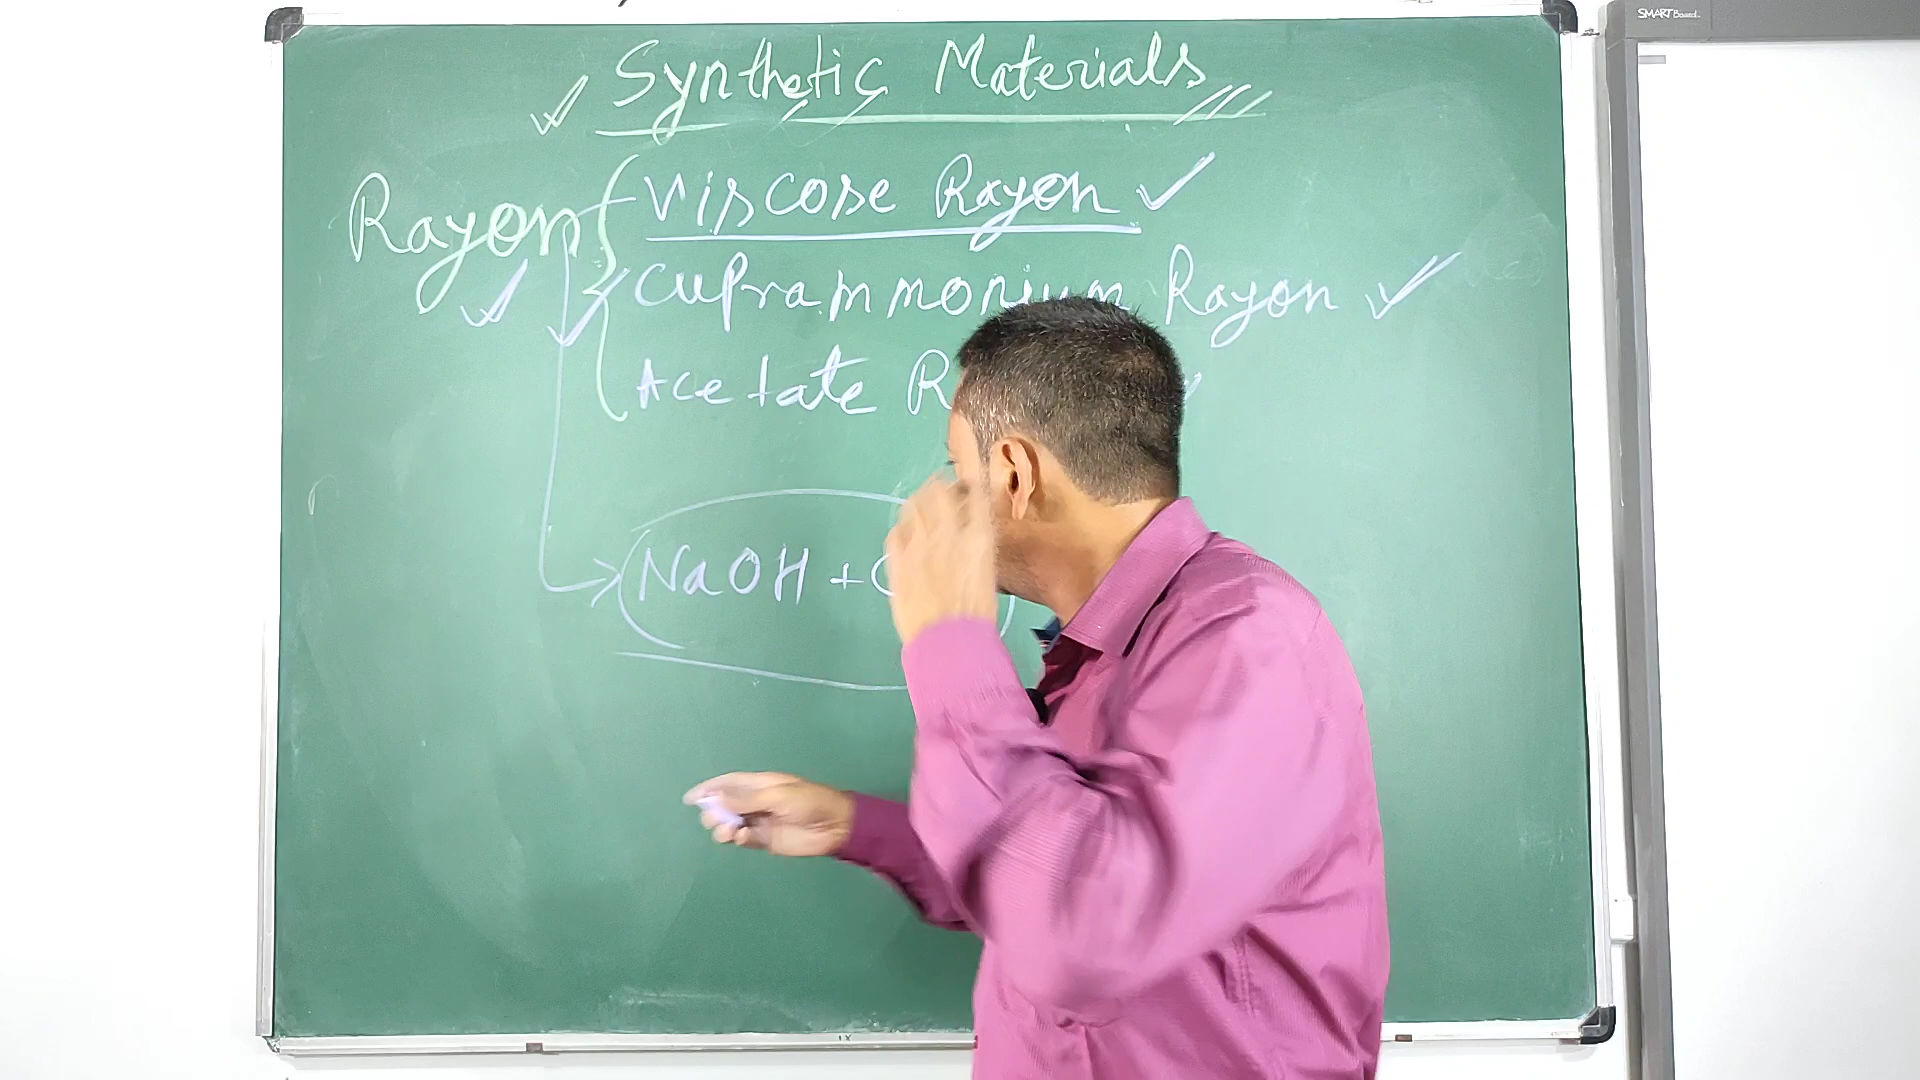 SMART Board
Synthetic Materials
Rayon
Viscose Rayon
Cuprammonium Rayon
Acetate
NaOH +